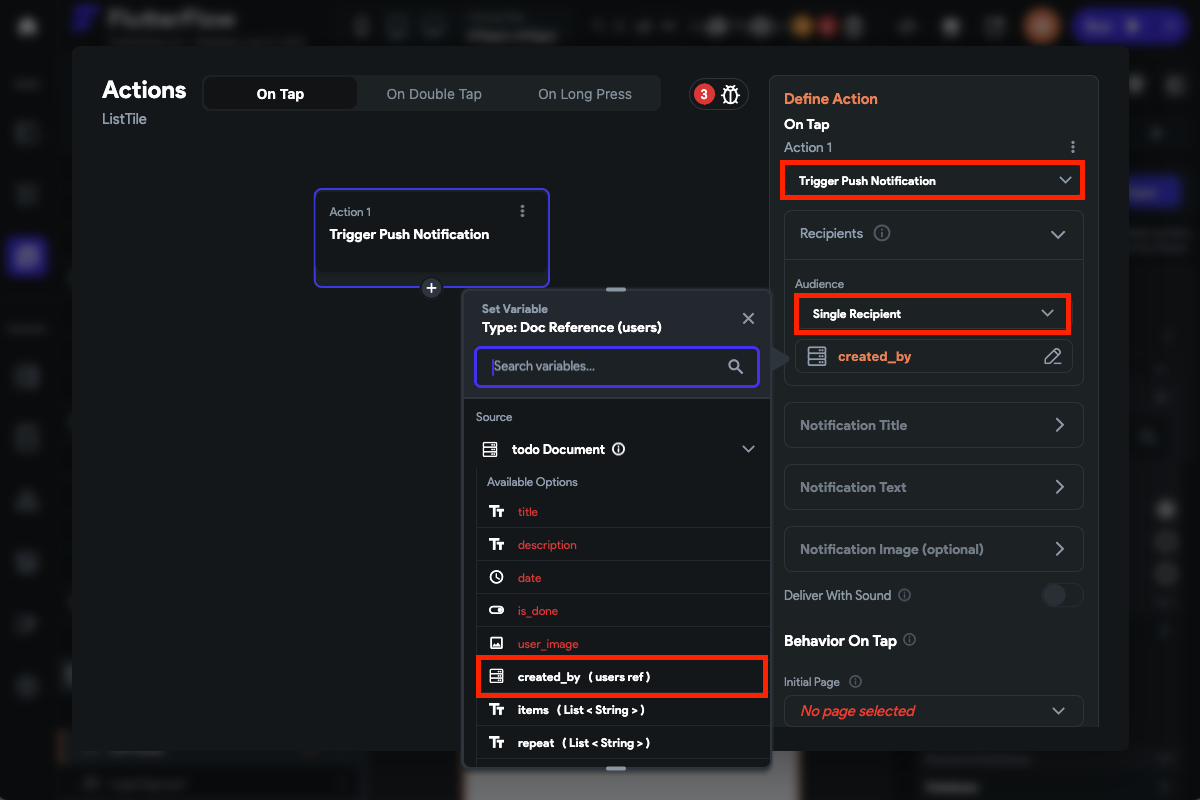 FlutterFlow
Actions
On Tap
On Double Tap
On Long Press
3
ListTile
Define Action
On Tap
Action 1
Trigger Push Notification
Recipients
Audience
Single Recipient
created_by
Notification Title
Notification Text
Notification Image (optional)
Deliver With Sound
Behavior On Tap
Initial Page
No page selected
Action 1
Trigger Push Notification
Set Variable
Type: Doc Reference (users)
Search variables...
Source
todo Document
Available Options
title
description
date
is_done
user_image
created_by ( users ref )
items ( List < String > )
repeat ( List < String > )